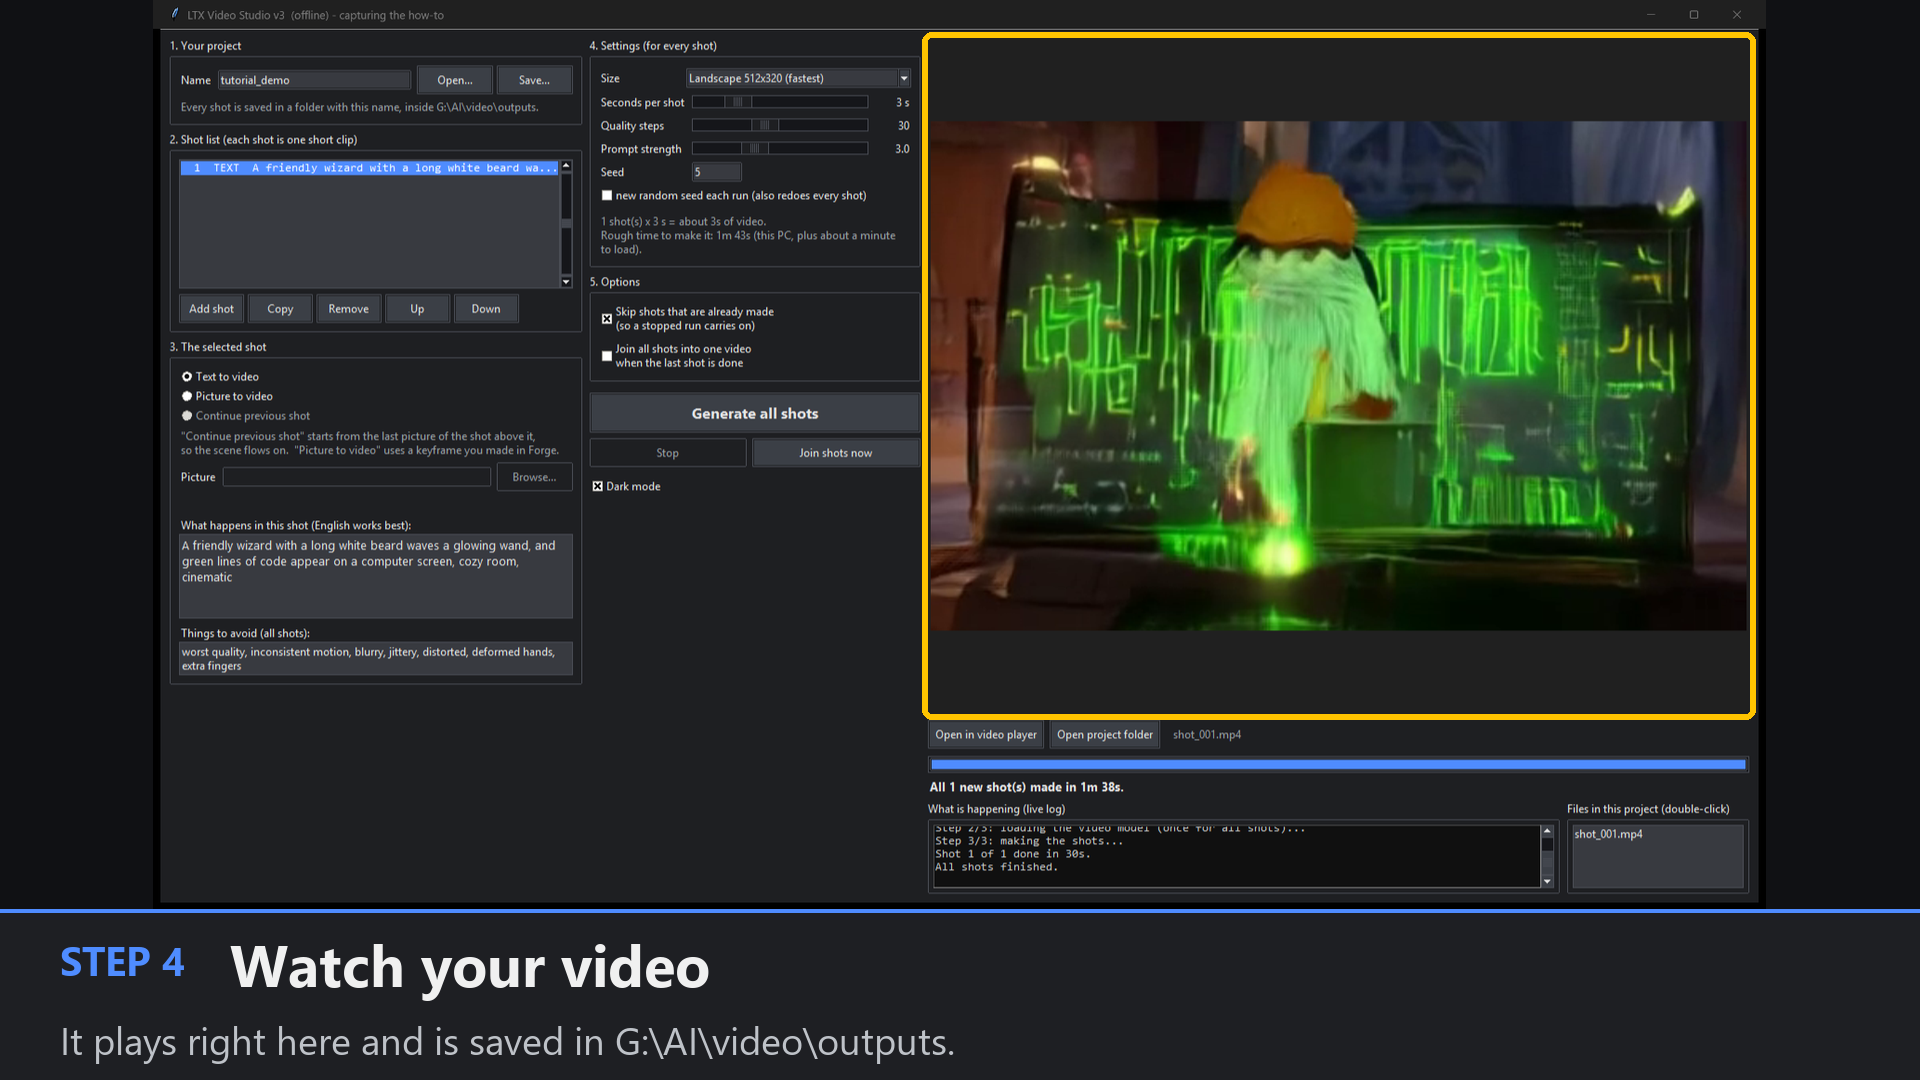 LTX Video Studio v3 (offline) - capturing the how-to
1. Your project
Name tutorial_demo Open... Save...
Every shot is saved in a folder with this name, inside G:\AI\video\outputs.
2. Shot list (each shot is one short clip)
1 TEXT A friendly wizard with a long white beard wa...
Add shot Copy Remove Up Down
3. The selected shot
Text to video
Picture to video
Continue previous shot
"Continue previous shot" starts from the last picture of the shot above it,
so the scene flows on. "Picture to video" uses a keyframe you made in Forge.
Picture Browse...
What happens in this shot (English works best):
A friendly wizard with a long white beard waves a glowing wand, and
green lines of code appear on a computer screen, cozy room,
cinematic
Things to avoid (all shots):
worst quality, inconsistent motion, blurry, jittery, distorted, deformed hands,
extra fingers
4. Settings (for every shot)
Size Landscape 512x320 (fastest)
Seconds per shot 3 s
Quality steps 30
Prompt strength 3.0
Seed 5
new random seed each run (also redoes every shot)
1 shot(s) x 3 s = about 3s of video.
Rough time to make it: 1m 43s (this PC, plus about a minute
to load).
5. Options
Skip shots that are already made
(so a stopped run carries on)
Join all shots into one video
when the last shot is done
Generate all shots
Stop Join shots now
Dark mode
Open in video player Open project folder shot_001.mp4
All 1 new shot(s) made in 1m 38s.
What is happening (live log)
Step 2/3: loading the video model (once for all shots)...
Step 3/3: making the shots...
Shot 1 of 1 done in 30s.
All shots finished.
Files in this project (double-click)
shot_001.mp4
STEP 4 Watch your video
It plays right here and is saved in G:\AI\video\outputs.